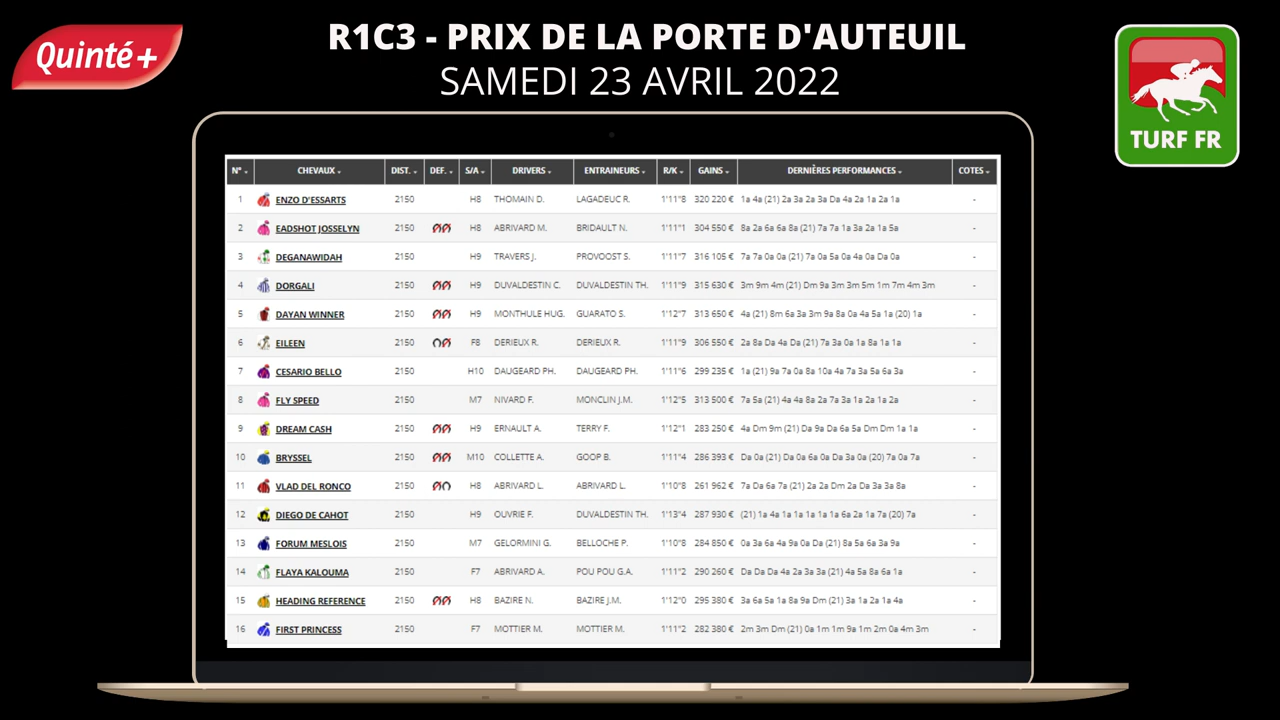 Quinté+
R1C3 - PRIX DE LA PORTE D'AUTEUIL
SAMEDI 23 AVRIL 2022
TURF FR
N° CHEVAUX DIST. DEF. S/A DRIVERS ENTRAINEURS R/K GAINS DERNIÈRES PERFORMANCES COTES
1 ENZO D'ESSARTS 2150 H8 THOMAIN D. LAGADEUC R. 1'11"8 320 220 € 1a 4a (21) 2a 3a 2a 3a Da 4a 2a 1a 2a 1a -
2 EADSHOT JOSSELYN 2150 H8 ABRIVARD M. BRIDAULT N. 1'11"1 304 550 € 8a 2a 6a 6a 8a (21) 7a 7a 1a 3a 2a 1a 5a -
3 DEGANAWIDAH 2150 H9 TRAVERS J. PROVOOST S. 1'11"7 316 105 € 7a 7a 0a 0a (21) 7a 0a 5a 0a 4a 0a Da 0a -
4 DORGALI 2150 H9 DUVALDESTIN C. DUVALDESTIN TH. 1'11"9 315 630 € 3m 9m 4m (21) Dm 9a 3m 3m 5m 1m 7m 4m 3m -
5 DAYAN WINNER 2150 H9 MONTHULE HUG. GUARATO S. 1'12"7 313 650 € 4a (21) 8m 6a 3a 3m 9a 8a 0a 4a 5a 1a (20) 1a -
6 EILEEN 2150 F8 DERIEUX R. DERIEUX R. 1'11"9 306 550 € 2a 8a Da 4a Da (21) 7a 3a 0a 1a 8a 1a 1a -
7 CESARIO BELLO 2150 H10 DAUGEARD PH. DAUGEARD PH. 1'11"6 299 235 € 1a (21) 9a 7a 0a 8a 10a 4a 7a 3a 5a 6a 3a -
8 FLY SPEED 2150 M7 NIVARD F. MONCLIN J.M. 1'12"5 313 500 € 7a 5a (21) 4a 4a 8a 2a 7a 3a 1a 2a 1a 2a -
9 DREAM CASH 2150 H9 ERNAULT A. TERRY F. 1'12"1 283 250 € 4a Dm 9m (21) Da 9a Da 6a 5a Dm Dm 1a 1a -
10 BRYSSEL 2150 M10 COLLETTE A. GOOP B. 1'11"4 286 393 € Da 0a (21) Da 0a 6a 0a Da 3a 0a (20) 7a 0a 7a -
11 VLAD DEL RONCO 2150 H8 ABRIVARD L. ABRIVARD L. 1'10"8 261 962 € 7a Da 6a 7a (21) 2a 2a Dm 2a Da 3a 3a 8a -
12 DIEGO DE CAHOT 2150 H9 OUVRIE F. DUVALDESTIN TH. 1'13"4 287 930 € (21) 1a 4a 1a 1a 1a 1a 1a 6a 2a 1a 7a (20) 7a -
13 FORUM MESLOIS 2150 M7 GELORMINI G. BELLOCHE P. 1'10"8 284 850 € 0a 3a 6a 4a 9a 0a Da (21) 8a 5a 6a 3a 9a -
14 FLAYA KALOUMA 2150 F7 ABRIVARD A. POU POU G.A. 1'11"2 290 260 € Da Da Da 4a 2a 3a 3a (21) 4a 5a 8a 6a 1a -
15 HEADING REFERENCE 2150 H8 BAZIRE N. BAZIRE J.M. 1'12"0 295 380 € 3a 6a 5a 1a 8a 9a Dm (21) 3a 1a 2a 1a 4a -
16 FIRST PRINCESS 2150 F7 MOTTIER M. MOTTIER M. 1'11"2 282 380 € 2m 3m Dm (21) 0a 1m 1m 9a 1m 2m 0a 4m 3m -